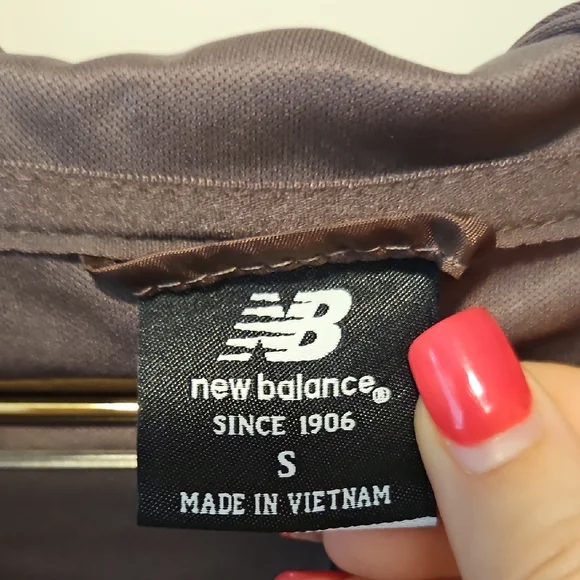 NB
new balance®
SINCE 1906
S
MADE IN VIETNAM